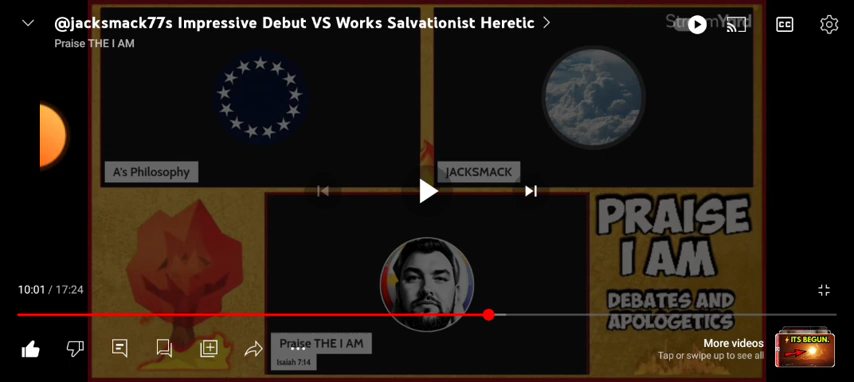 @jacksmack77s Impressive Debut VS Works Salvationist Heretic
Praise THE I AM
StreamYard
CC
A's Philosophy
JACKSMACK
PRAISE
I AM
DEBATES AND
APOLOGETICS
10:01 / 17:24
Praise THE I AM
Isaiah 7:14
More videos
Tap or swipe up to see all
ITS BEGUN.